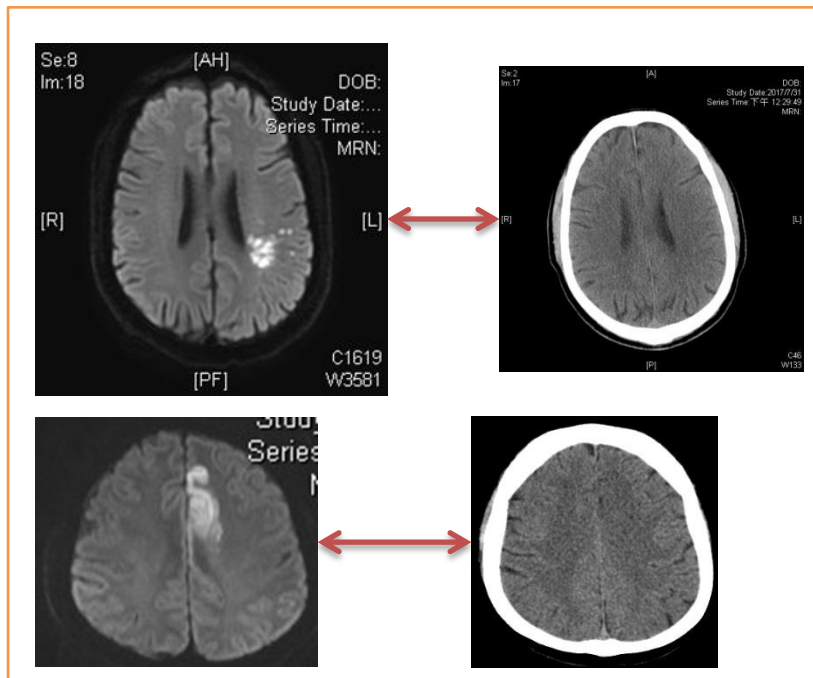 Se:8
Im:18
[AH]
DOB:
Study Date:...
Series Time:...
MRN:
[R]
[L]
C1619
W3581
[PF]
Se:2
Im:17
[A]
DOB:
Study Date:2017/7/31
Series Time:下午 12:29:49
MRN:
[R]
[L]
C46
W133
[P]
Series